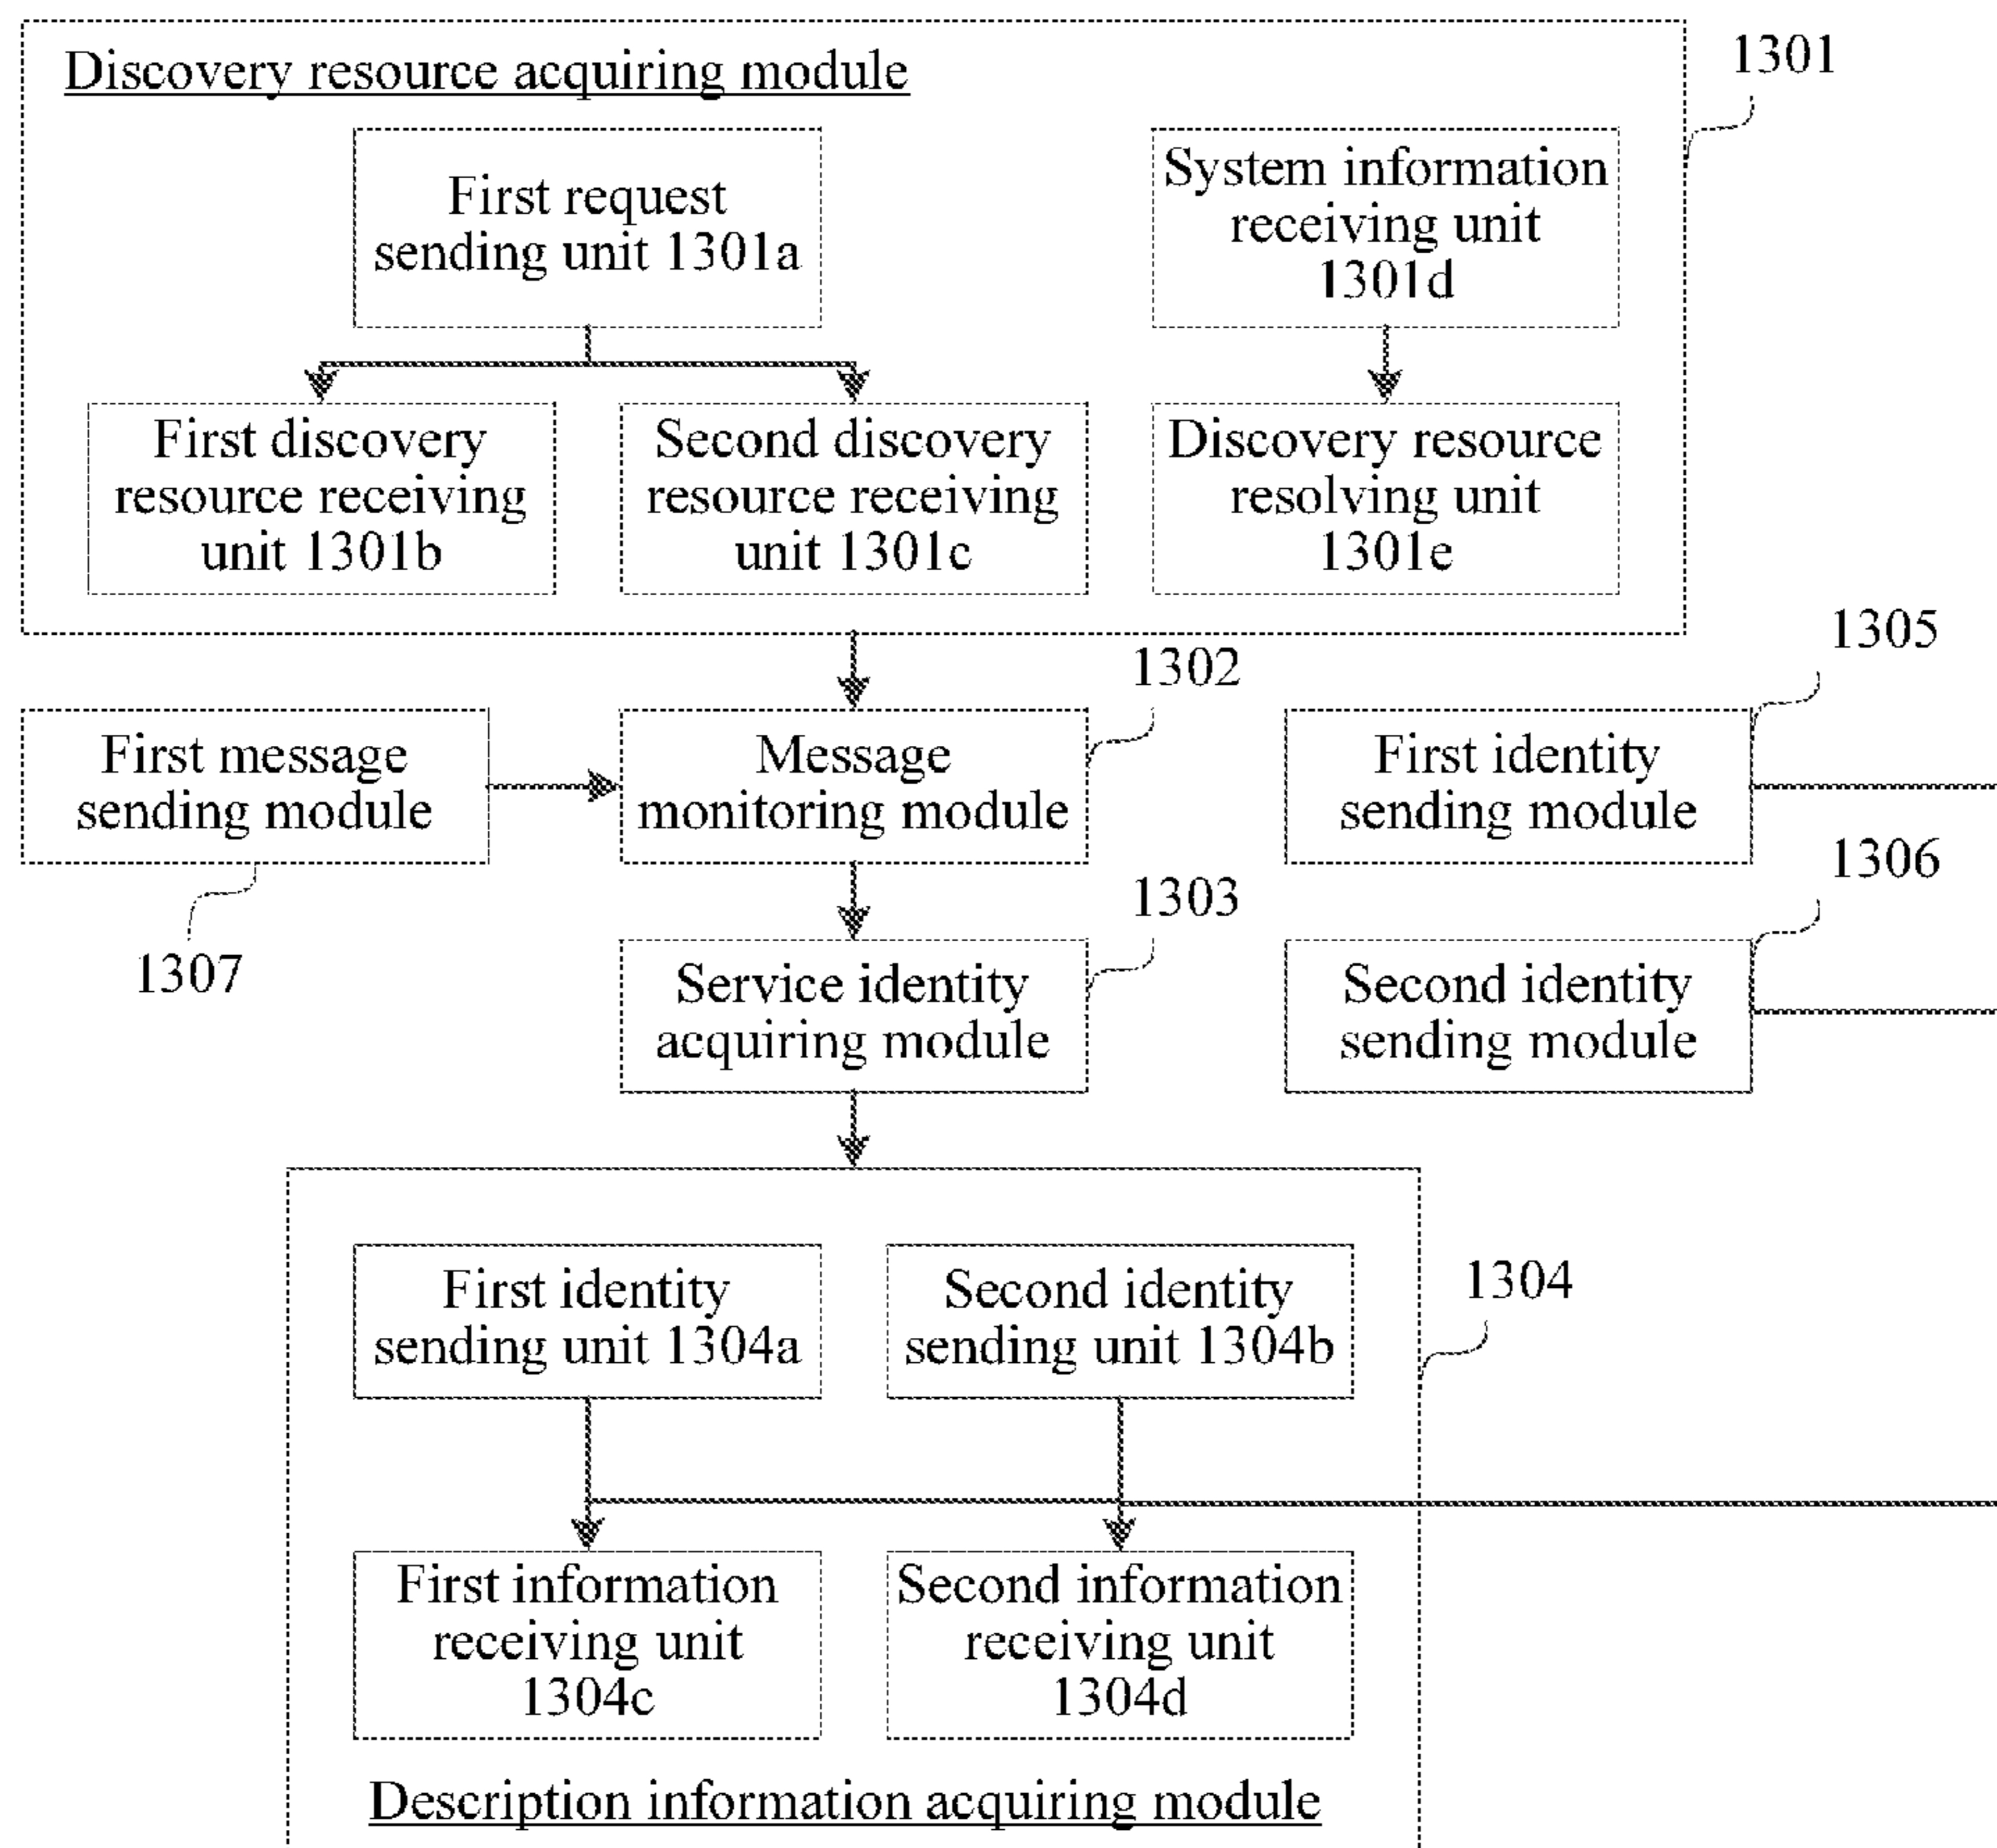 Discovery resource acquiring module
1301
First request
sending unit 1301a
System information
receiving unit
1301d
First discovery
resource receiving
unit 1301b
Second discovery
resource receiving
unit 1301c
Discovery resource
resolving unit
1301e
1305
1302
First message
sending module
Message
monitoring module
First identity
sending module
1306
1303
1307
Service identity
acquiring module
Second identity
sending module
First identity
sending unit 1304a
Second identity
sending unit 1304b
1304
First information
receiving unit
1304c
Second information
receiving unit
1304d
Description information acquiring module